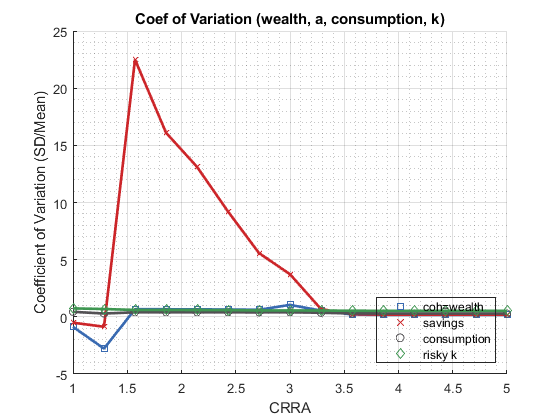 Coef of Variation (wealth, a, consumption, k)
25
20
15
10
5
0
-5
Coefficient of Variation (SD/Mean)
1 1.5 2 2.5 3 3.5 4 4.5 5
CRRA
coh=wealth
savings
consumption
risky k